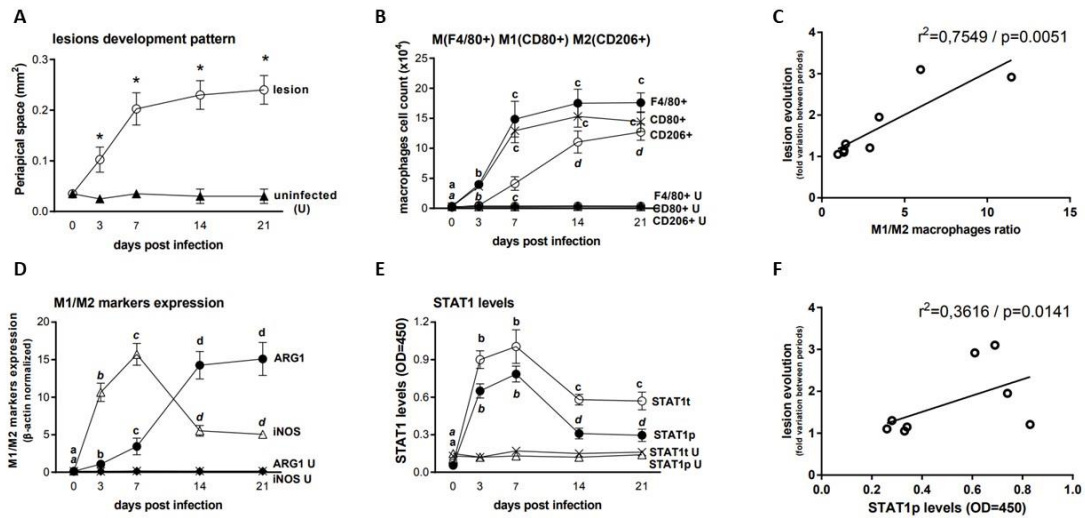 A
lesions development pattern
Periapical space (mm2)
0.3
0.2
0.1
0.0
*
*
*
*
lesion
uninfected
(U)
0
3
7
14
21
days post infection
B
M(F4/80+) M1(CD80+) M2(CD206+)
macrophages cell count (x10⁴)
25
20
15
10
5
0
a
a
b
b
c
c
c
c
c
d
c
c
d
F4/80+
CD80+
CD206+
F4/80+ U
CD80+ U
CD206+ U
0
3
7
14
21
days post infection
C
r²=0,7549 / p=0.0051
lesion evolution
(fold variation between periods)
4
3
2
1
0
0
5
10
15
M1/M2 macrophages ratio
D
M1/M2 markers expression
M1/M2 markers expression
(β-actin normalized)
20
15
10
5
0
a
a
b
b
c
c
d
d
d
d
ARG1
iNOS
ARG1 U
iNOS U
0
3
7
14
21
days post infection
E
STAT1 levels
STAT1 levels (OD=450)
1.2
0.9
0.6
0.3
0.0
a
a
b
b
b
b
c
d
c
d
STAT1t
STAT1p
STAT1t U
STAT1p U
0
3
7
14
21
days post infection
F
r²=0,3616 / p=0.0141
lesion evolution
(fold variation between periods)
4
3
2
1
0
0.0
0.2
0.4
0.6
0.8
1.0
STAT1p levels (OD=450)